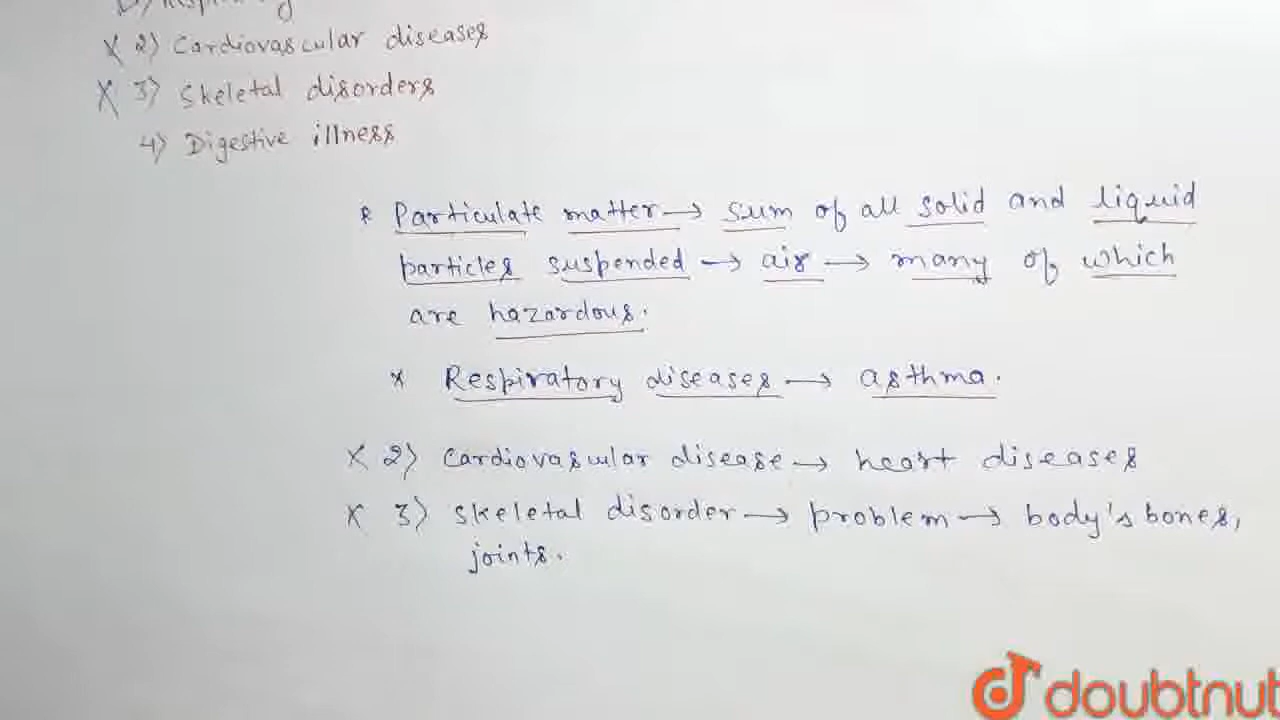 X 2) Cardiovascular diseases
X 3) Skeletal disorders
4) Digestive illness
* Particulate matter → sum of all solid and liquid
particles suspended → air → many of which
are hazardous.
* Respiratory diseases → asthma.
X 2) Cardiovascular disease → heart diseases
X 3) Skeletal disorder → problem → body's bones,
joints.
doubtnut